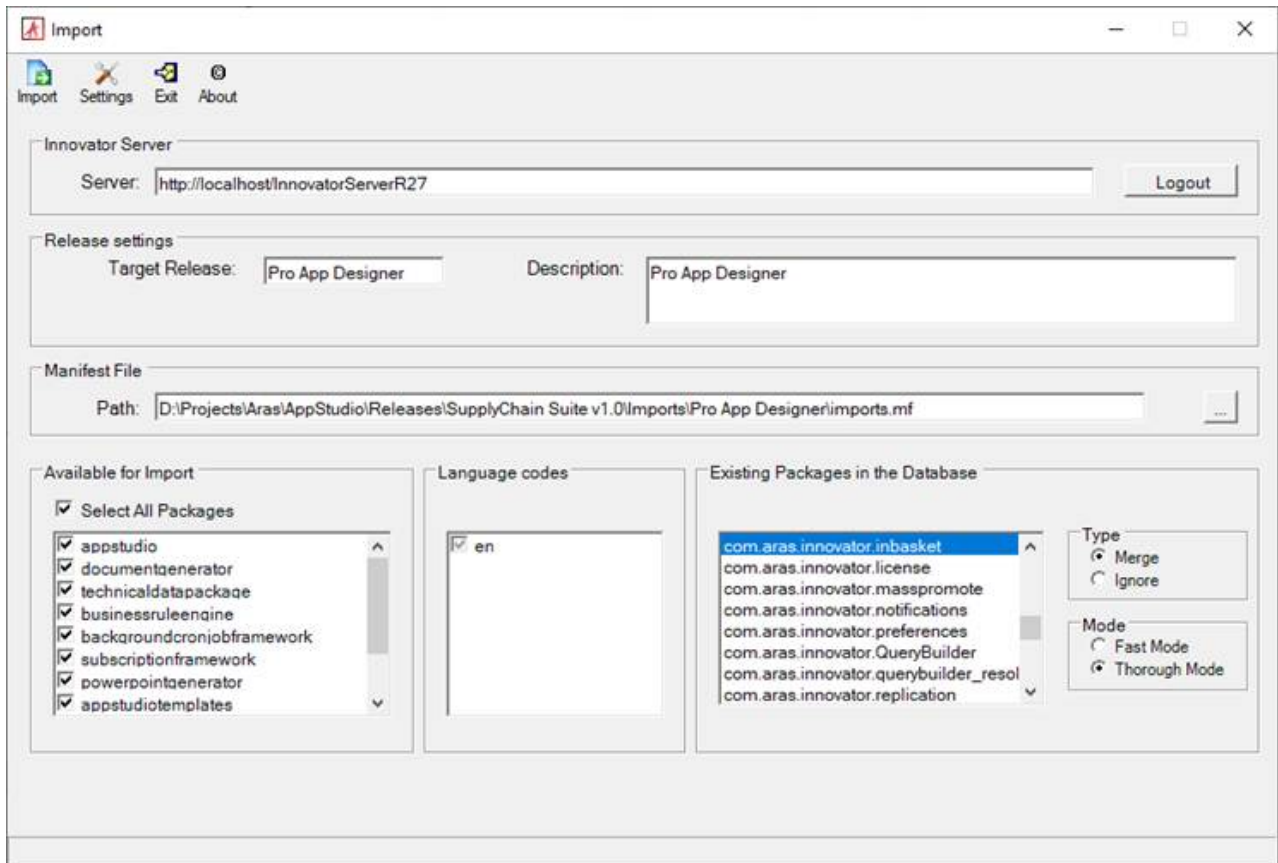 Import
Import Settings Exit About
Innovator Server
Server: http://localhost/InnovatorServerR27 Logout
Release settings
Target Release: Pro App Designer Description: Pro App Designer
Manifest File
Path: D:\Projects\Aras\AppStudio\Releases\SupplyChain Suite v1.0\Imports\Pro App Designer\imports.mf ...
Available for Import
Select All Packages
appstudio
documentgenerator
technicaldatapackage
businessruleengine
backgroundcronjobframework
subscriptionframework
powerpointgenerator
appstudiotemplates
Language codes
en
Existing Packages in the Database
com.aras.innovator.inbasket
com.aras.innovator.license
com.aras.innovator.masspromote
com.aras.innovator.notifications
com.aras.innovator.preferences
com.aras.innovator.QueryBuilder
com.aras.innovator.querybuilder_resol
com.aras.innovator.replication
Type
Merge
Ignore
Mode
Fast Mode
Thorough Mode